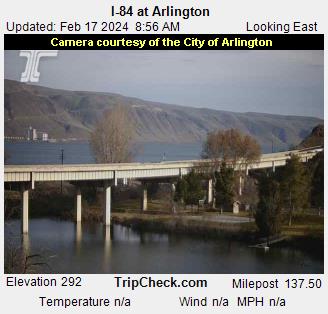 I-84 at Arlington
Updated: Feb 17 2024 8:56 AM Looking East
Camera courtesy of the City of Arlington
Elevation 292 TripCheck.com Milepost 137.50
Temperature n/a Wind n/a MPH n/a